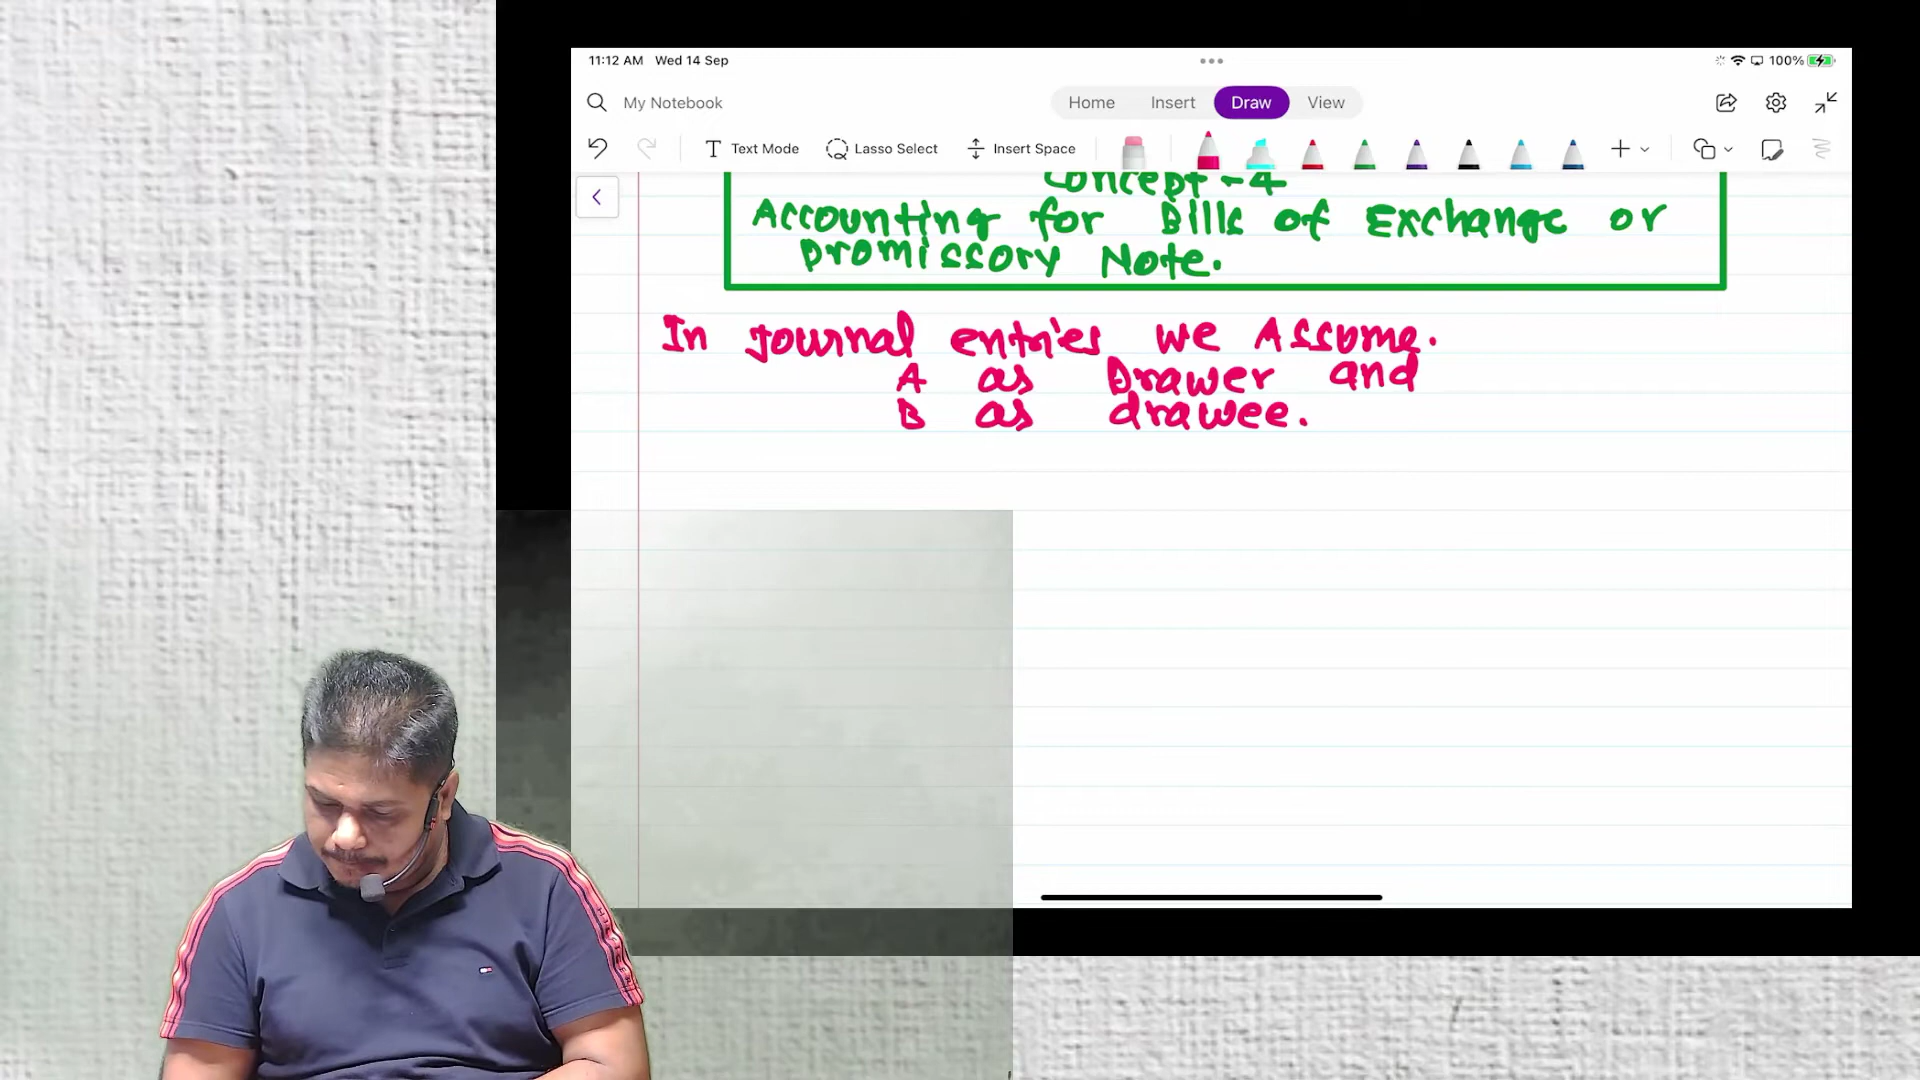 11:12 AM Wed 14 Sep
100%
My Notebook
Home Insert Draw View
Text Mode Lasso Select Insert Space
Concept - 4
Accounting for Bills of Exchange or
promissory Note.
In Journal entries we Assume.
A as Drawer and
B as drawee.